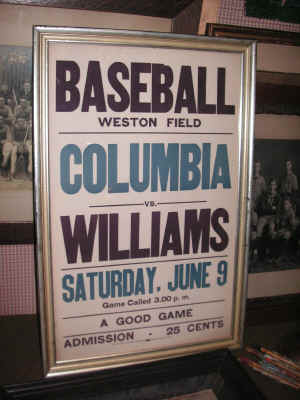 BASEBALL
WESTON FIELD
COLUMBIA
VS.
WILLIAMS
SATURDAY, JUNE 9
Game Called 3.00 p. m.
A GOOD GAME
ADMISSION - 25 CENTS